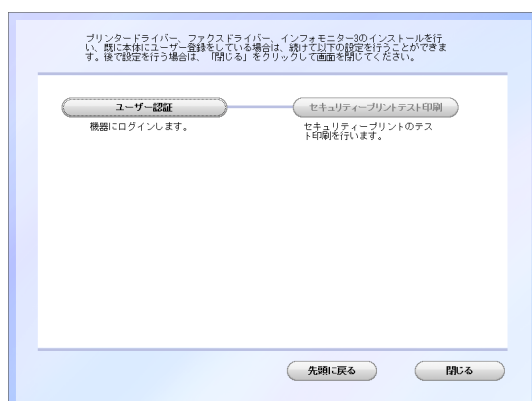 プリンタードライバー、ファクスドライバー、インフォモニター3のインストールを行
い、既に本体にユーザー登録をしている場合は、続けて以下の設定を行うことができま
す。後で設定を行う場合は、「閉じる」をクリックして画面を閉じてください。
ユーザー認証
セキュリティープリントテスト印刷
機器にログインします。
セキュリティープリントのテス
ト印刷を行います。
先頭に戻る
閉じる